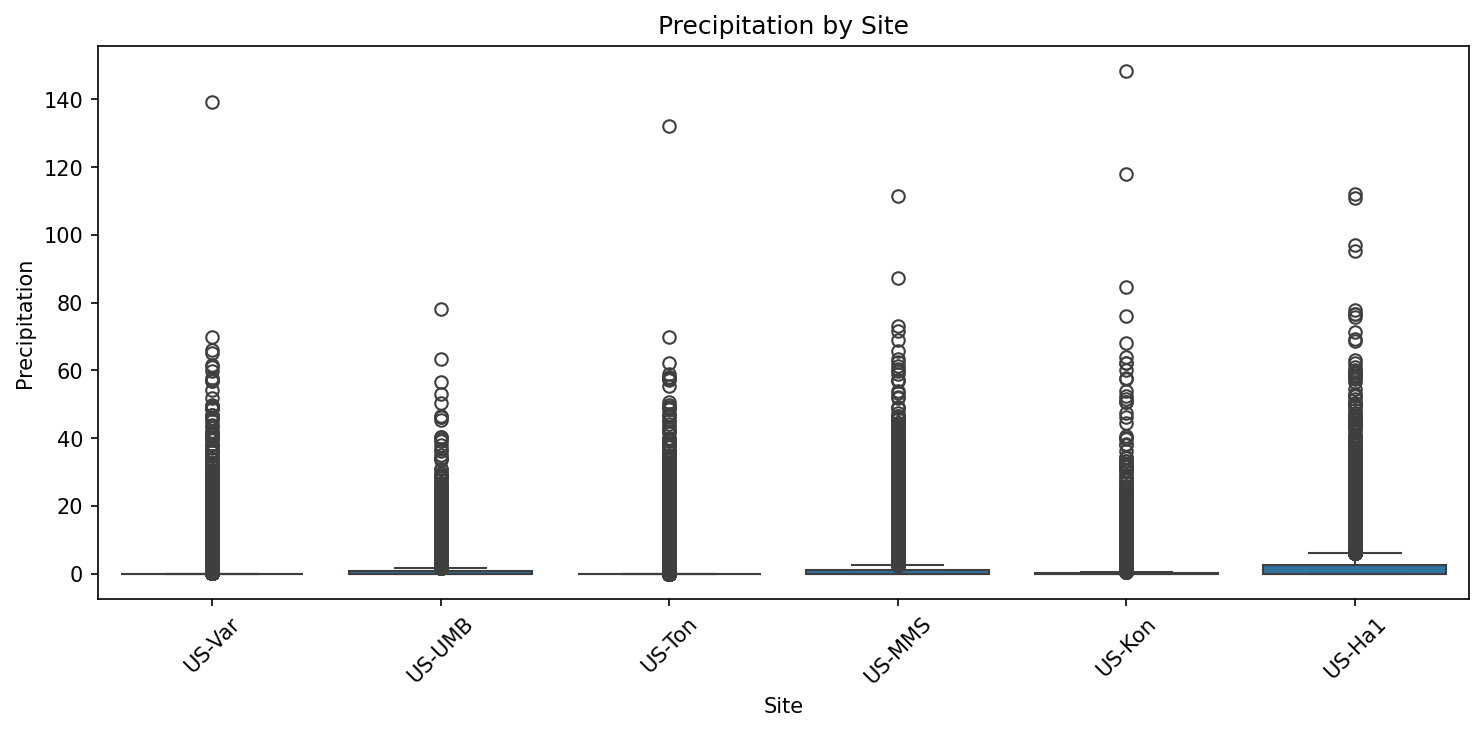 Precipitation by Site
Precipitation
140
120
100
80
60
40
20
0
US-Var
US-UMB
US-Ton
US-MMS
US-Kon
US-Ha1
Site